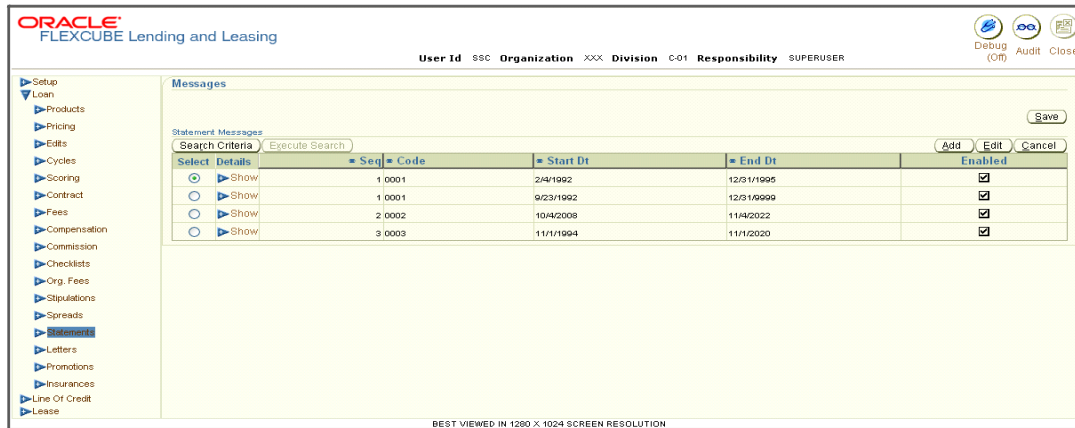 ORACLE
FLEXCUBE Lending and Leasing
Debug (Off)
Audit
Close
User Id SSC Organization XXX Division C-01 Responsibility SUPERUSER
Setup
Loan
Products
Pricing
Edits
Cycles
Scoring
Contract
Fees
Compensation
Commission
Checklists
Org. Fees
Stipulations
Spreads
Statements
Letters
Promotions
Insurances
Line Of Credit
Lease
Messages
Save
Statement Messages
Search Criteria Execute Search Add Edit Cancel
Select Details Seq Code Start Dt End Dt Enabled
Show 1 0001 2/4/1992 12/31/1995
Show 1 0001 9/23/1992 12/31/9999
Show 2 0002 10/4/2008 11/4/2022
Show 3 0003 11/1/1994 11/1/2020
BEST VIEWED IN 1280 X 1024 SCREEN RESOLUTION